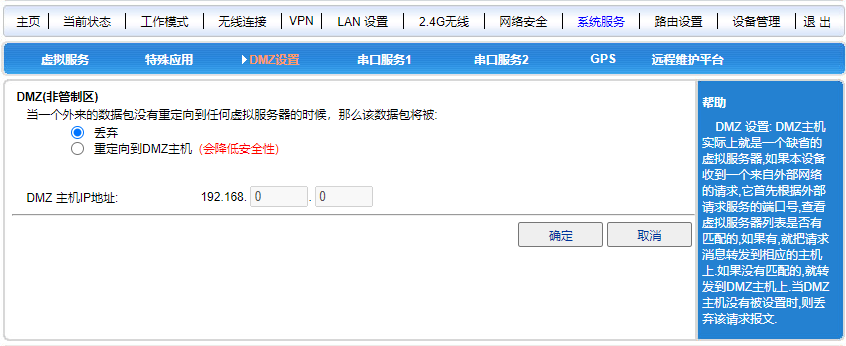 主页 当前状态 工作模式 无线连接 VPN LAN 设置 2.4G无线 网络安全 系统服务 路由设置 设备管理 退 出
虚拟服务 特殊应用 DMZ设置 串口服务1 串口服务2 GPS 远程维护平台
DMZ(非管制区)
当一个外来的数据包没有重定向到任何虚拟服务器的时候，那么该数据包将被:
丢弃
重定向到DMZ主机 (会降低安全性)
DMZ 主机IP地址: 192.168. 0 . 0
确定 取消
帮助
DMZ 设置: DMZ主机
实际上就是一个缺省的
虚拟服务器,如果本设备
收到一个来自外部网络
的请求,它首先根据外部
请求服务的端口号,查看
虚拟服务器列表是否有
匹配的,如果有,就把请求
消息转发到相应的主机
上.如果没有匹配的,就转
发到DMZ主机上.当DMZ
主机没有被设置时,则丢
弃该请求报文.